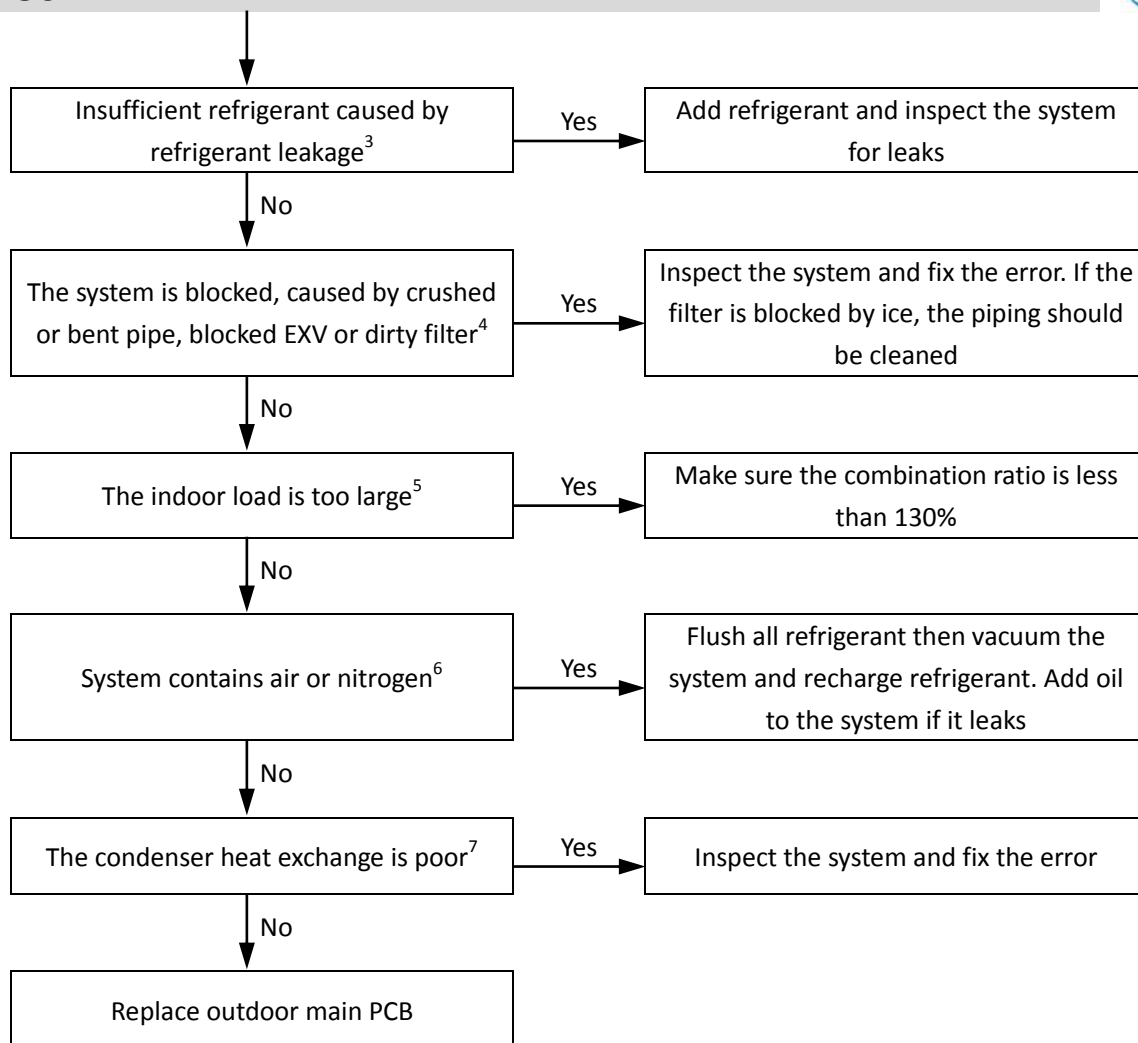 Insufficient refrigerant caused by
refrigerant leakage3
Yes
Add refrigerant and inspect the system
for leaks
No
The system is blocked, caused by crushed
or bent pipe, blocked EXV or dirty filter4
Yes
Inspect the system and fix the error. If the
filter is blocked by ice, the piping should
be cleaned
No
The indoor load is too large5
Yes
Make sure the combination ratio is less
than 130%
No
System contains air or nitrogen6
Yes
Flush all refrigerant then vacuum the
system and recharge refrigerant. Add oil
to the system if it leaks
No
The condenser heat exchange is poor7
Yes
Inspect the system and fix the error
No
Replace outdoor main PCB